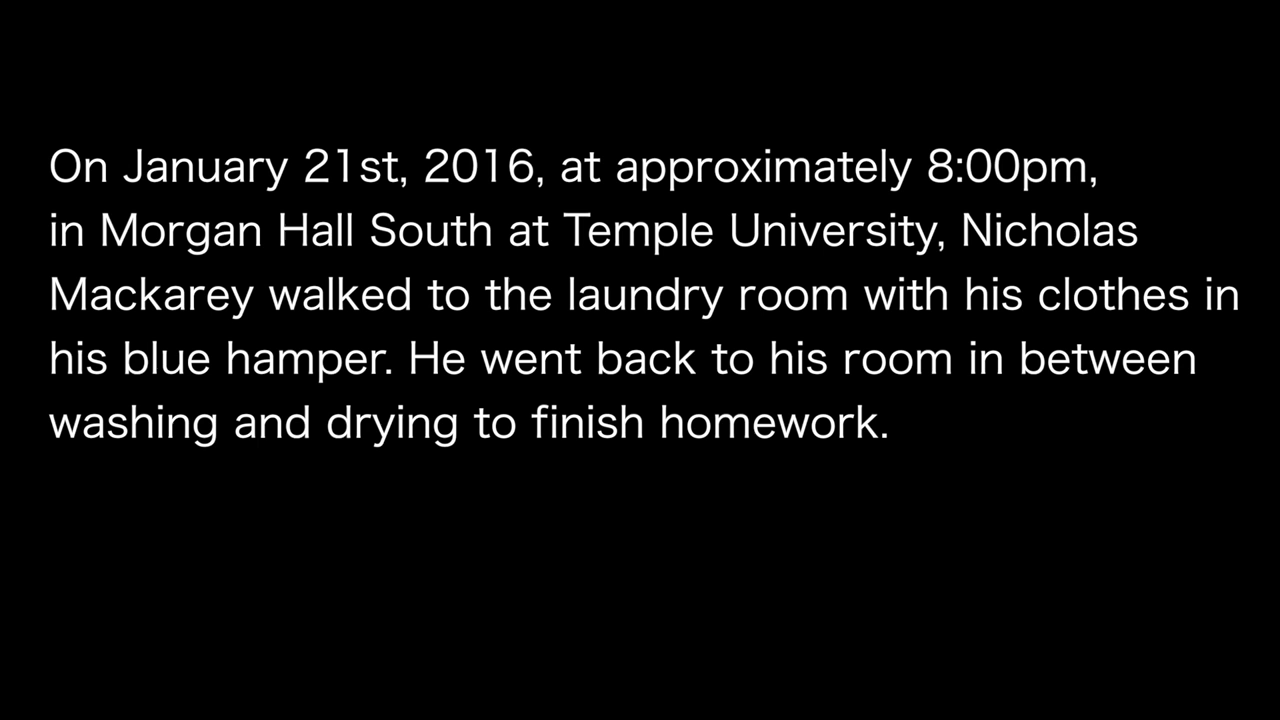 On January 21st, 2016, at approximately 8:00pm,
in Morgan Hall South at Temple University, Nicholas
Mackarey walked to the laundry room with his clothes in
his blue hamper. He went back to his room in between
washing and drying to finish homework.